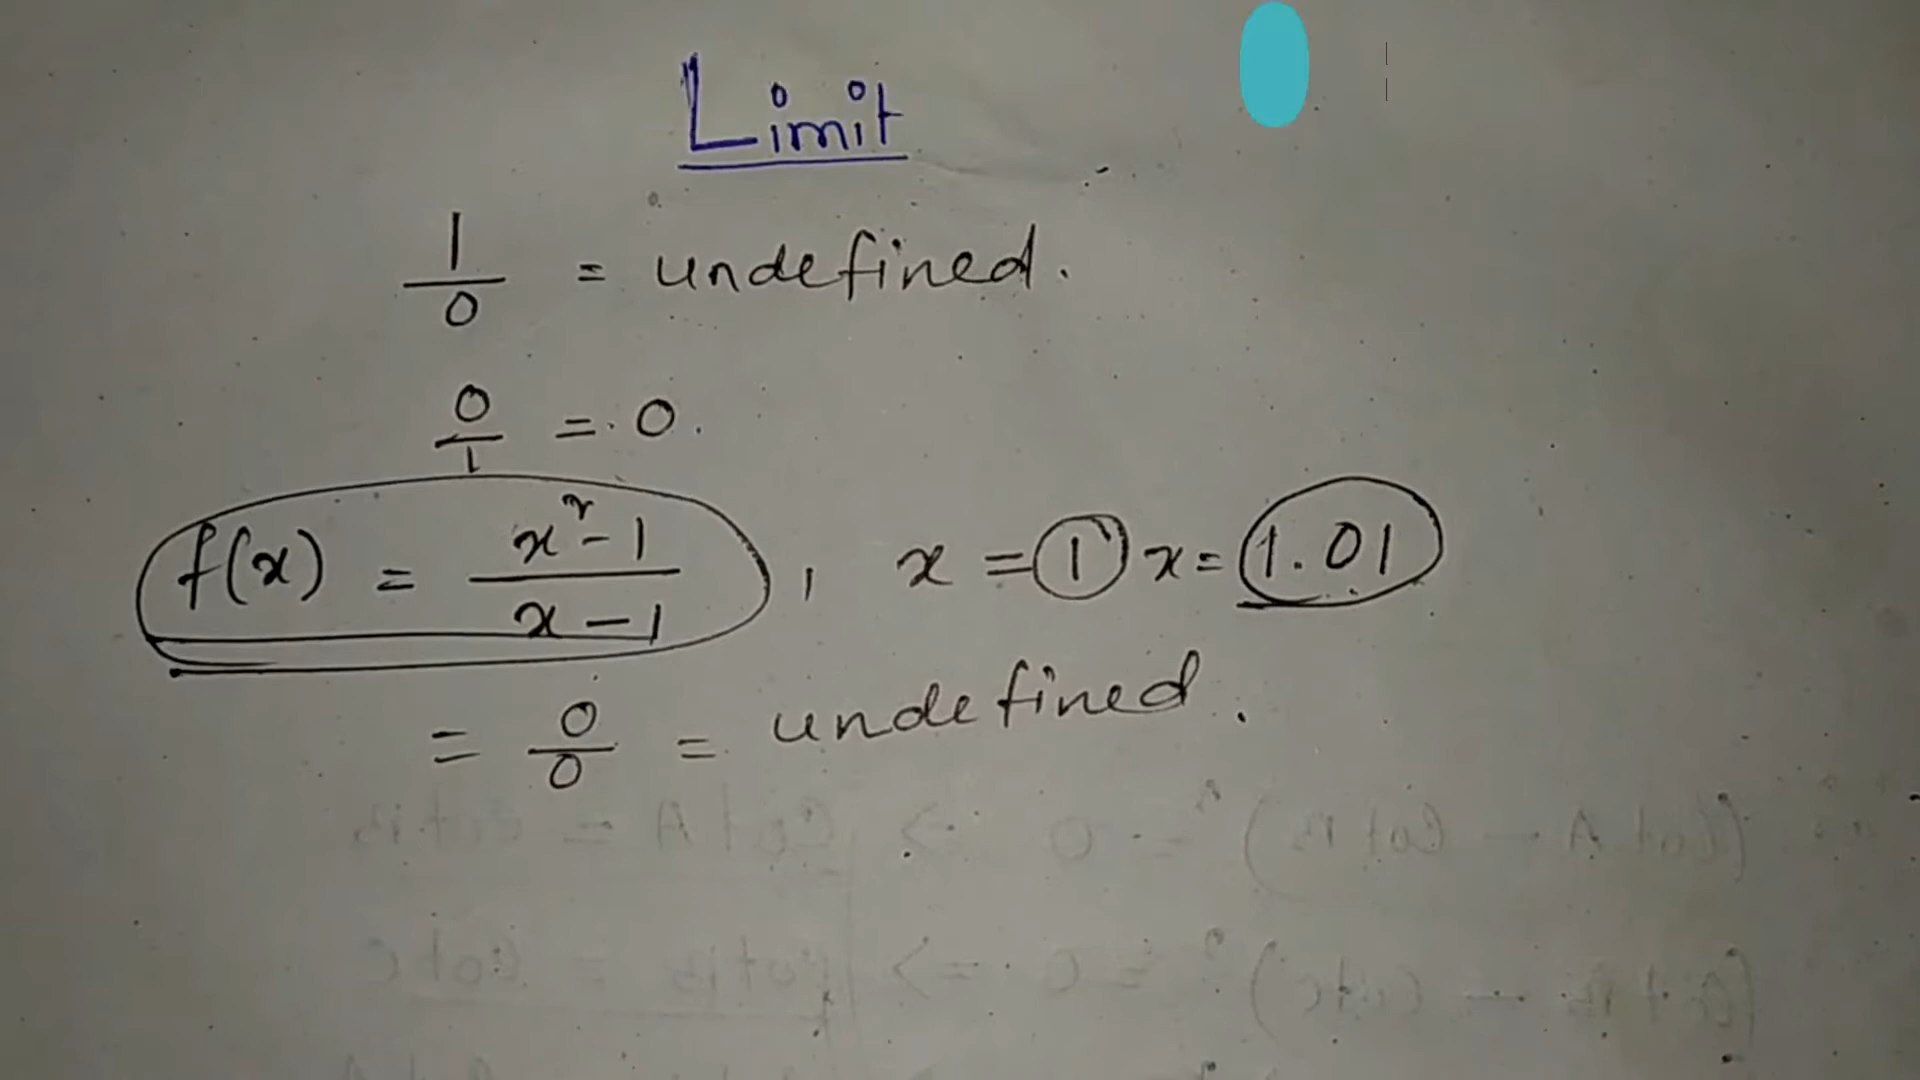 Limit
1/0 = undefined.
0/1 = 0.
f(x) = x²-1/x-1, x = 1 x = 1.01
= 0/0 = undefined.